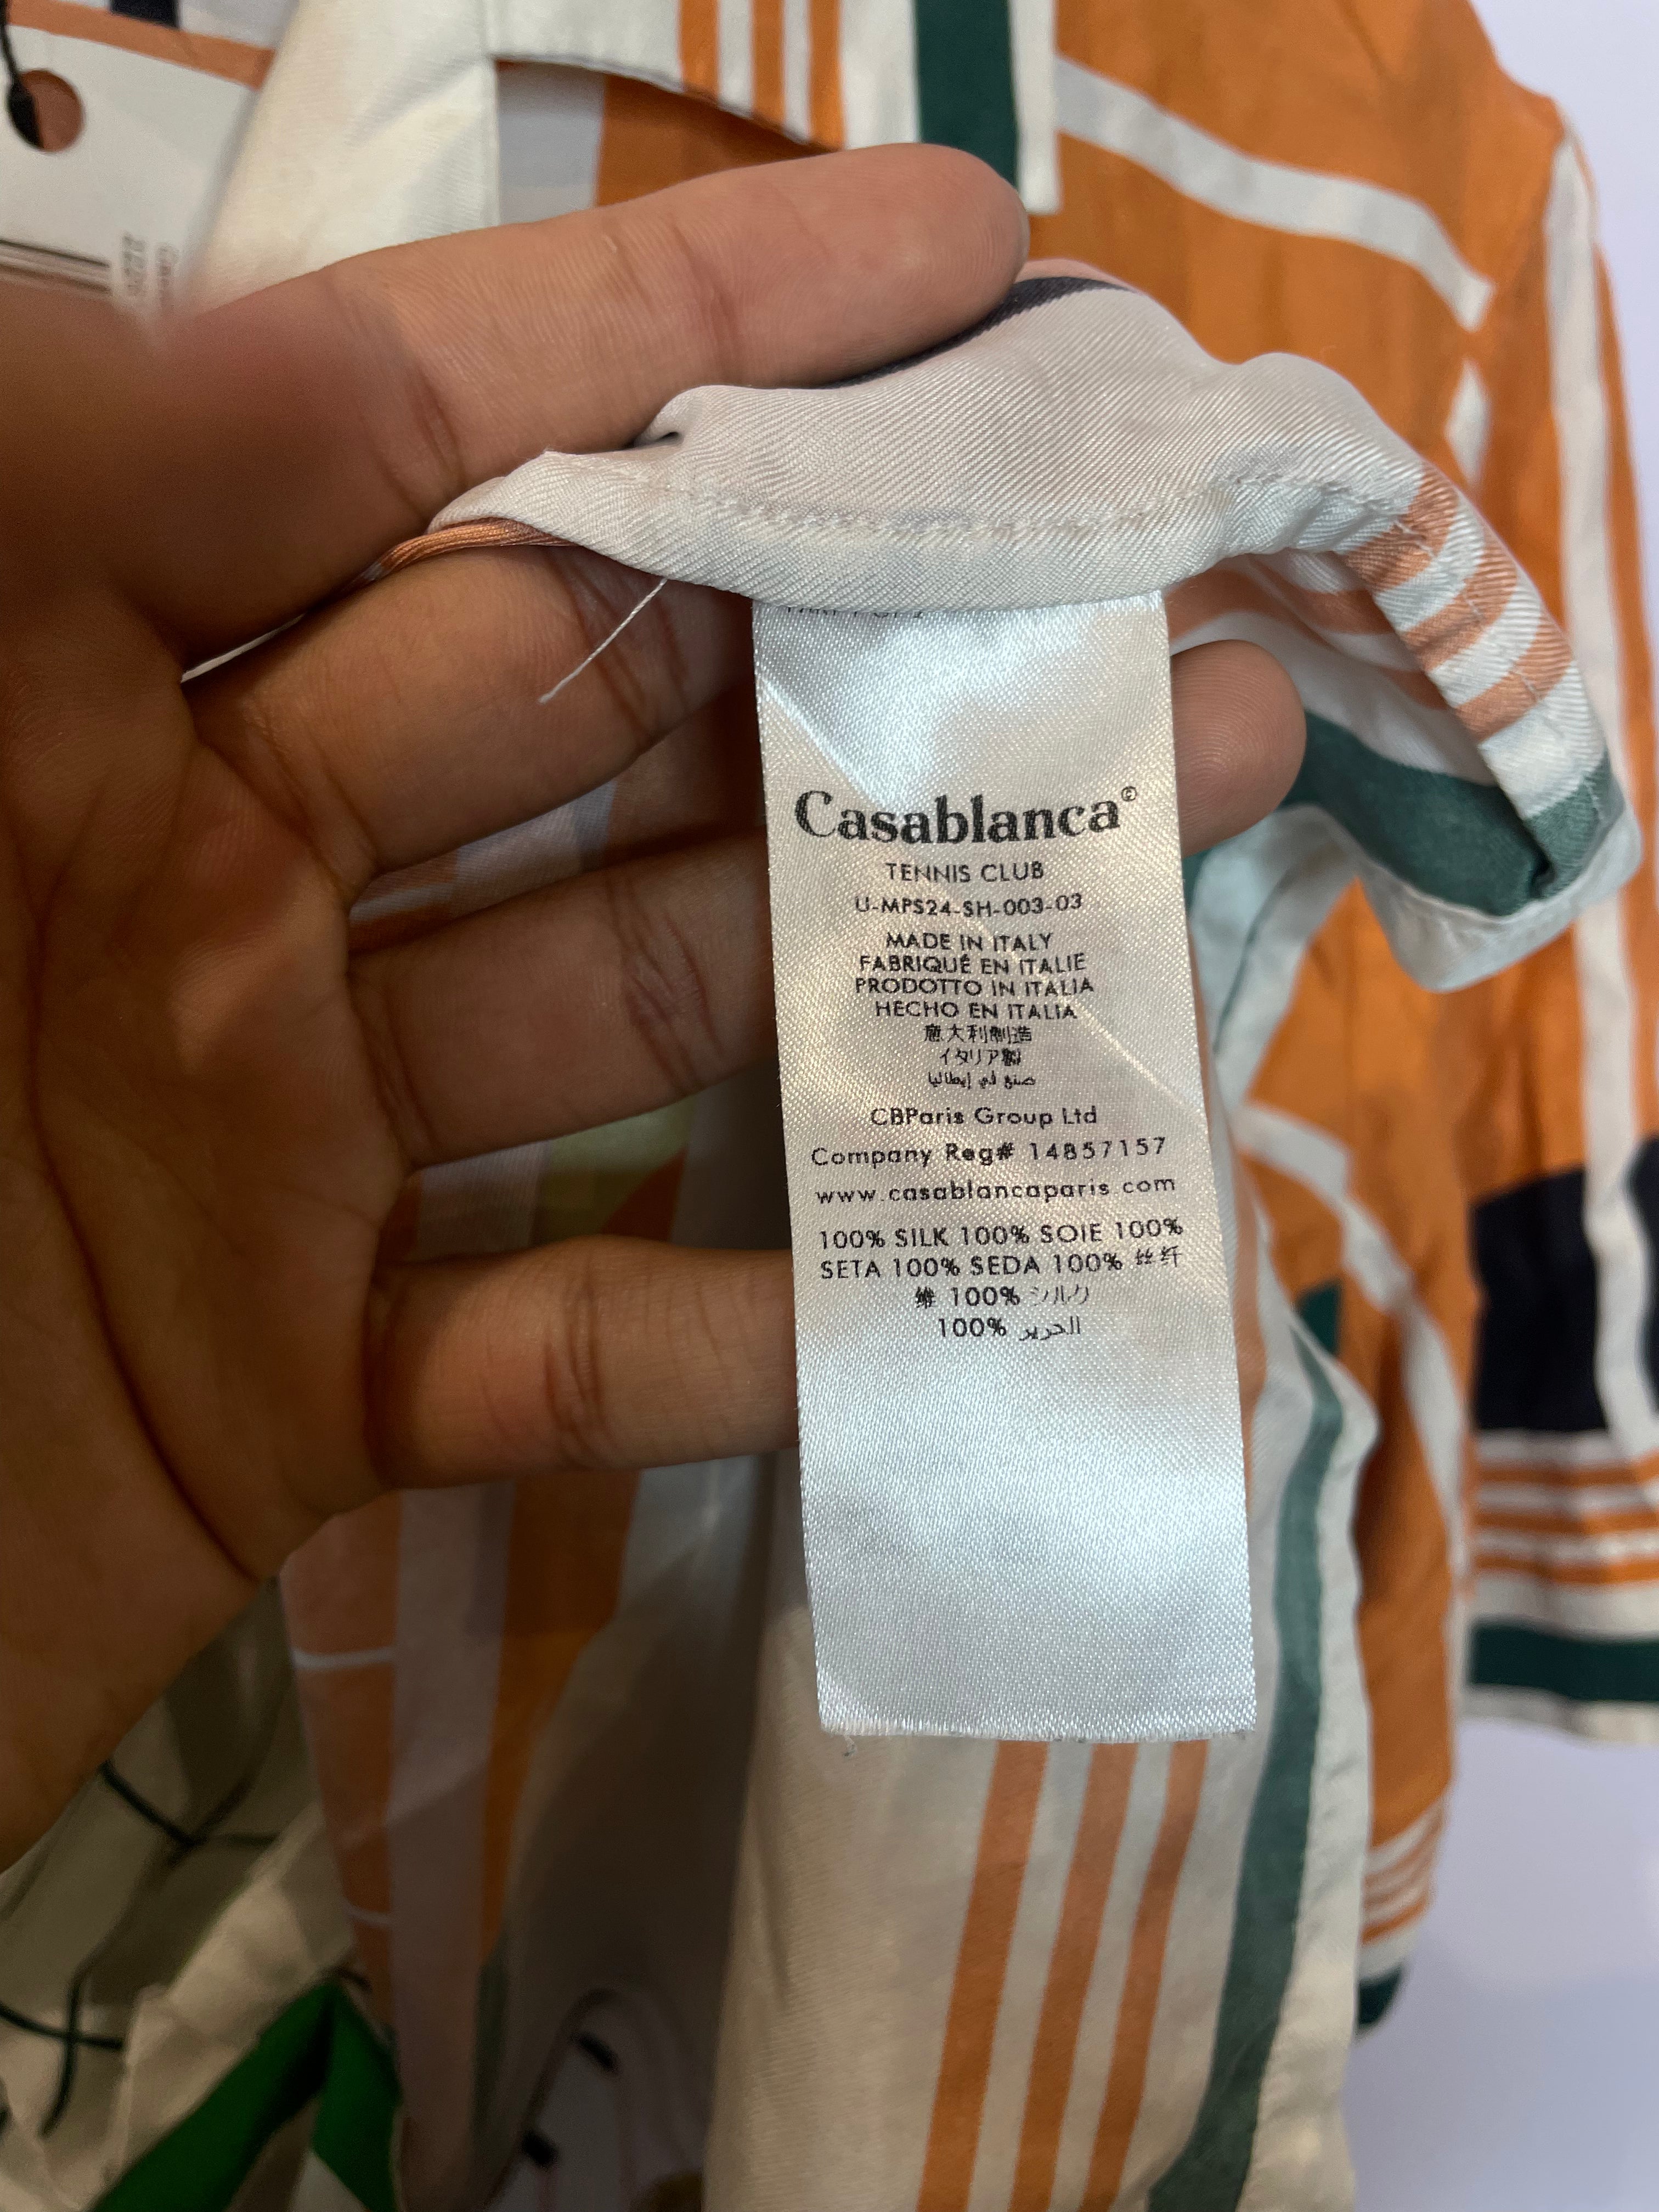 Casablanca©
TENNIS CLUB
U-MPS24-SH-003-03
MADE IN ITALY
FABRIQUÉ EN ITALIE
PRODOTTO IN ITALIA
HECHO EN ITALIA
意大利制造
イタリア製
صنع في إيطاليا
CBParis Group Ltd
Company Reg# 14857157
www.casablancaparis.com
100% SILK 100% SOIE 100%
SETA 100% SEDA 100% 丝纤
维 100% シルク
100% الحرير